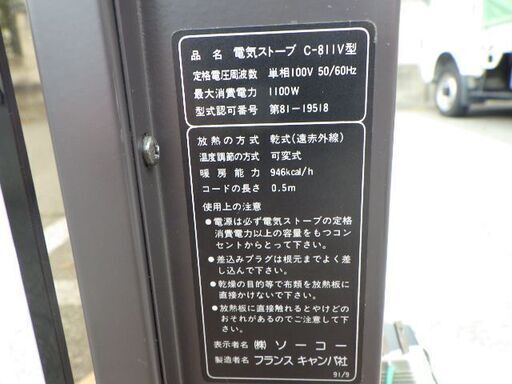 品名 電気ストーブ C-811V型
定格電圧周波数 単相100V 50/60Hz
最大消費電力 1100W
型式認可番号 第81-19518
放熱の方式 乾式(遠赤外線)
温度調節の方式 可変式
暖房能力 946kcal/h
コードの長さ 0.5m
使用上の注意
●電源は必ず電気ストーブの定格
消費電力以上の容量をもつコン
セントからとって下さい。
●差込みプラグは根元までよく差
し込んで下さい。
●乾燥の目的等で布類を放熱板に
直接かけないで下さい。
●放熱板に直接触れるとやけどの
おそれがあるのでご注意下さい。
表示者名 (株)ソーコー
製造者名 フランス キャンパ社
91/9